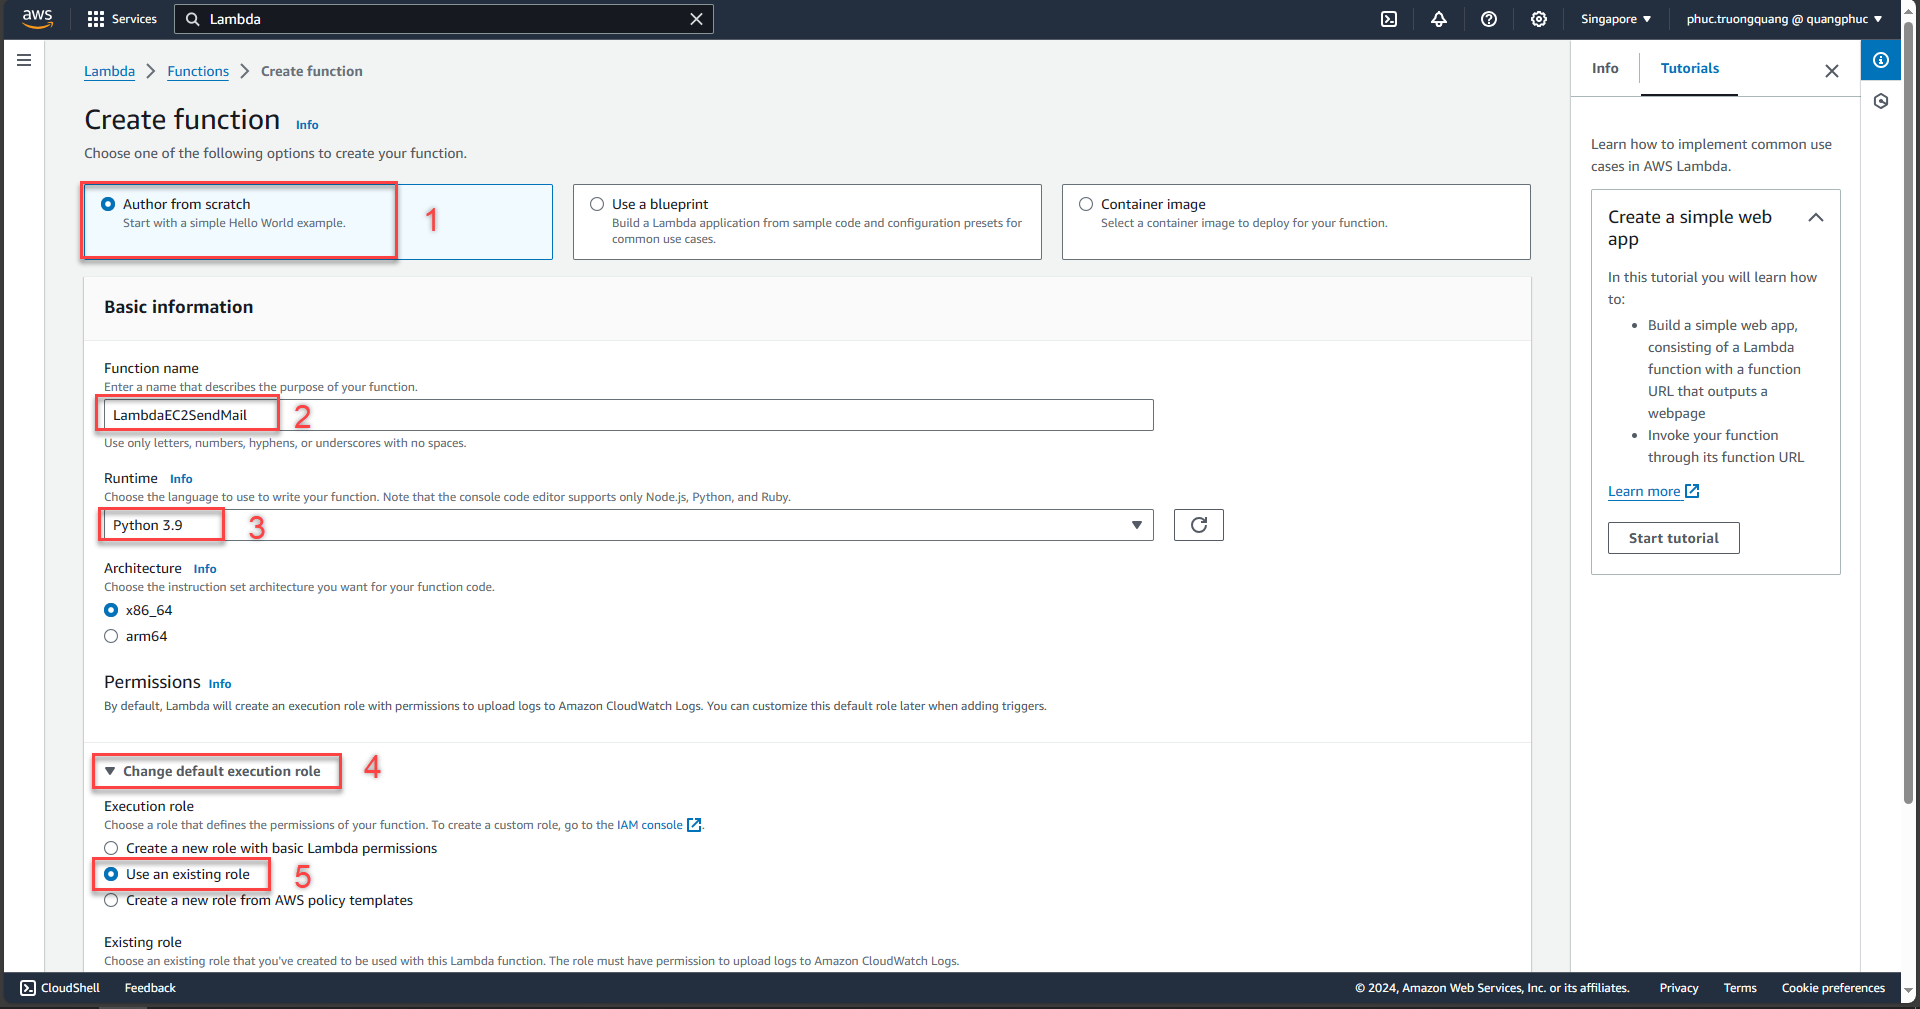 aws
Services
Lambda
Singapore
phuc.truongquang @ quangphuc
Lambda
Functions
Create function
Create function
Info
Choose one of the following options to create your function.
Author from scratch
Start with a simple Hello World example.
1
Use a blueprint
Build a Lambda application from sample code and configuration presets for
common use cases.
Container image
Select a container image to deploy for your function.
Basic information
Function name
Enter a name that describes the purpose of your function.
LambdaEC2SendMail
2
Use only letters, numbers, hyphens, or underscores with no spaces.
Runtime Info
Choose the language to use to write your function. Note that the console code editor supports only Node.js, Python, and Ruby.
Python 3.9
3
Architecture Info
Choose the instruction set architecture you want for your function code.
x86_64
arm64
Permissions Info
By default, Lambda will create an execution role with permissions to upload logs to Amazon CloudWatch Logs. You can customize this default role later when adding triggers.
Change default execution role
4
Execution role
Choose a role that defines the permissions of your function. To create a custom role, go to the IAM console.
Create a new role with basic Lambda permissions
Use an existing role
5
Create a new role from AWS policy templates
Existing role
Choose an existing role that you've created to be used with this Lambda function. The role must have permission to upload logs to Amazon CloudWatch Logs.
Info
Tutorials
Learn how to implement common use
cases in AWS Lambda.
Create a simple web
app
In this tutorial you will learn how
to:
• Build a simple web app,
consisting of a Lambda
function with a function
URL that outputs a
webpage
• Invoke your function
through its function URL
Learn more
Start tutorial
CloudShell
Feedback
© 2024, Amazon Web Services, Inc. or its affiliates.
Privacy
Terms
Cookie preferences